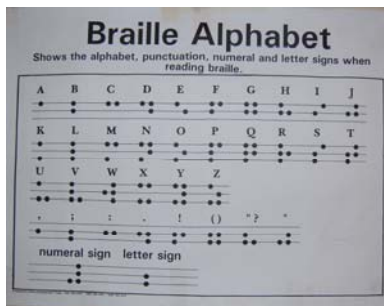 Braille Alphabet
Shows the alphabet, punctuation, numeral and letter signs when
reading braille.
A B C D E F G H I J
K L M N O P Q R S T
U V W X Y Z
, ; : . ! () "? "
numeral sign letter sign